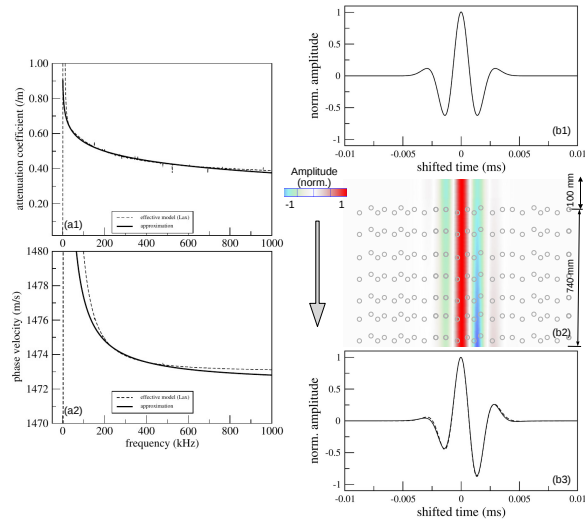 attenuation coefficient (/m)
1.00
0.80
0.60
0.40
0.20
(a1)
effective model (Lax)
approximation
0
200
400
600
800
1000
phase velocity (m/s)
1480
1478
1476
1474
1472
1470
(a2)
effective model (Lax)
approximation
0
200
400
600
800
1000
frequency (kHz)
norm. amplitude
1
0.5
0
-0.5
-1
(b1)
-0.01
-0.005
0
0.005
0.01
shifted time (ms)
Amplitude
(norm.)
-1
1
100 mm
740 mm
(b2)
norm. amplitude
1
0.5
0
-0.5
-1
(b3)
-0.01
-0.005
0
0.005
0.01
shifted time (ms)